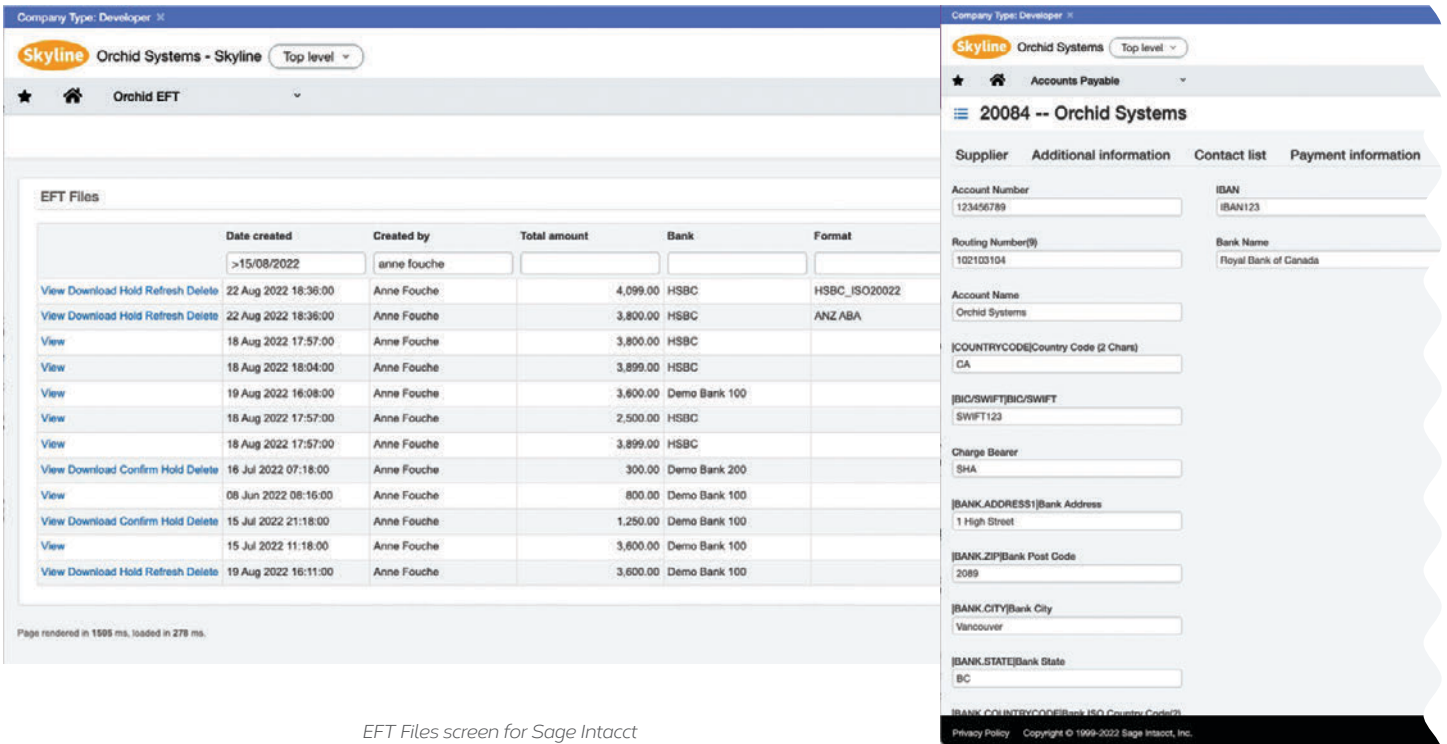 Company Type: Developer ×
Skyline Orchid Systems - Skyline Top level
Orchid EFT
EFT Files
Date created Created by Total amount Bank Format
>15/08/2022 anne fouche
View Download Hold Refresh Delete 22 Aug 2022 18:36:00 Anne Fouche 4,099.00 HSBC HSBC_ISO20022
View Download Hold Refresh Delete 22 Aug 2022 18:36:00 Anne Fouche 3,800.00 HSBC ANZ ABA
View 18 Aug 2022 17:57:00 Anne Fouche 3,800.00 HSBC
View 18 Aug 2022 18:04:00 Anne Fouche 3,899.00 HSBC
View 19 Aug 2022 16:08:00 Anne Fouche 3,600.00 Demo Bank 100
View 18 Aug 2022 17:57:00 Anne Fouche 2,500.00 HSBC
View 18 Aug 2022 17:57:00 Anne Fouche 3,899.00 HSBC
View Download Confirm Hold Delete 16 Jul 2022 07:18:00 Anne Fouche 300.00 Demo Bank 200
View 08 Jun 2022 08:16:00 Anne Fouche 800.00 Demo Bank 100
View Download Confirm Hold Delete 15 Jul 2022 21:18:00 Anne Fouche 1,250.00 Demo Bank 100
View 15 Jul 2022 11:18:00 Anne Fouche 3,600.00 Demo Bank 100
View Download Hold Refresh Delete 19 Aug 2022 16:11:00 Anne Fouche 3,600.00 Demo Bank 100
Page rendered in 1505 ms, loaded in 278 ms.
EFT Files screen for Sage Intacct
Company Type: Developer ×
Skyline Orchid Systems Top level
Accounts Payable
20084 -- Orchid Systems
Supplier Additional information Contact list Payment information
Account Number IBAN
123456789 IBAN123
Routing Number(9) Bank Name
102103104 Royal Bank of Canada
Account Name
Orchid Systems
|COUNTRYCODE|Country Code (2 Chars)
CA
|BIC/SWIFT|BIC/SWIFT
SWIFT123
Charge Bearer
SHA
|BANK.ADDRESS1|Bank Address
1 High Street
|BANK.ZIP|Bank Post Code
2089
|BANK.CITY|Bank City
Vancouver
|BANK.STATE|Bank State
BC
|BANK.COUNTRYCODE|Bank ISO Country Code(2)
Privacy Policy Copyright © 1999-2022 Sage Intacct, Inc.